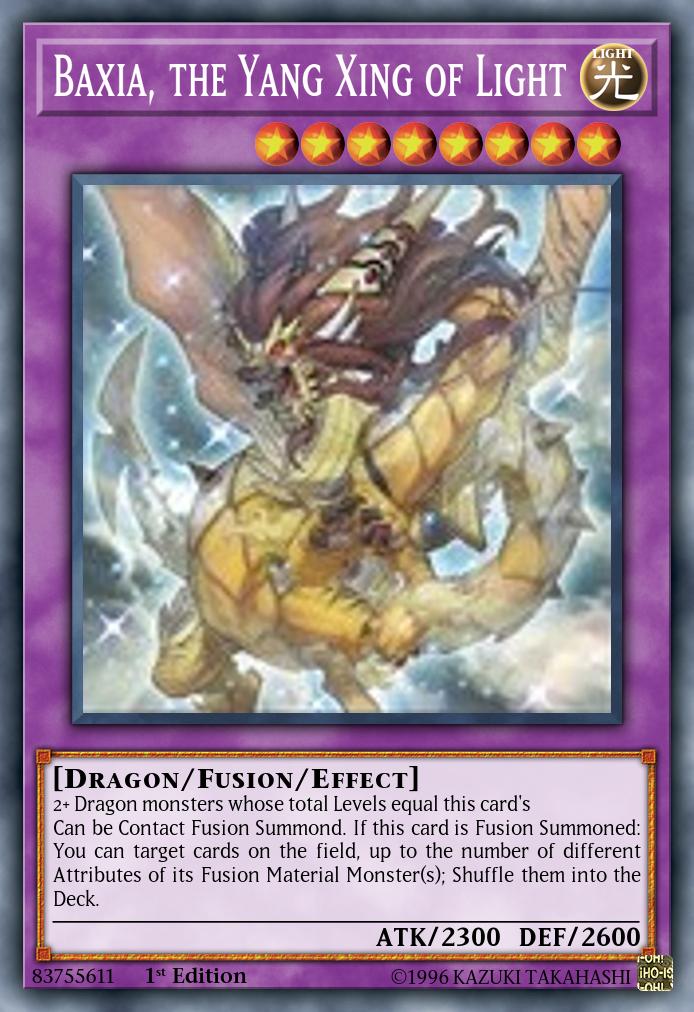 Baxia, the Yang Xing of Light
LIGHT
光
[Dragon/Fusion/Effect]
2+ Dragon monsters whose total Levels equal this card's
Can be Contact Fusion Summond. If this card is Fusion Summoned:
You can target cards on the field, up to the number of different
Attributes of its Fusion Material Monster(s); Shuffle them into the
Deck.
ATK/2300 DEF/2600
83755611 1st Edition ©1996 KAZUKI TAKAHASHI